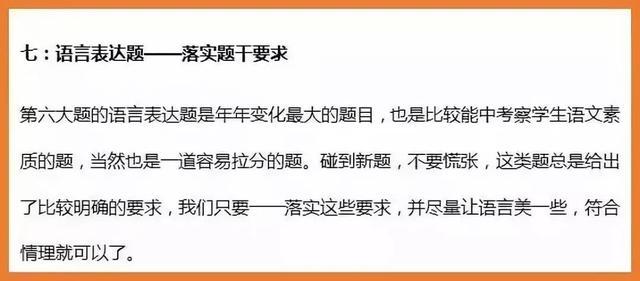 七：语言表达题——落实题干要求
第六大题的语言表达题是年年变化最大的题目，也是比较能中考察学生语文素
质的题，当然也是一道容易拉分的题。碰到新题，不要慌张，这类题总是给出
了比较明确的要求，我们只要一一落实这些要求，并尽量让语言美一些，符合
情理就可以了。